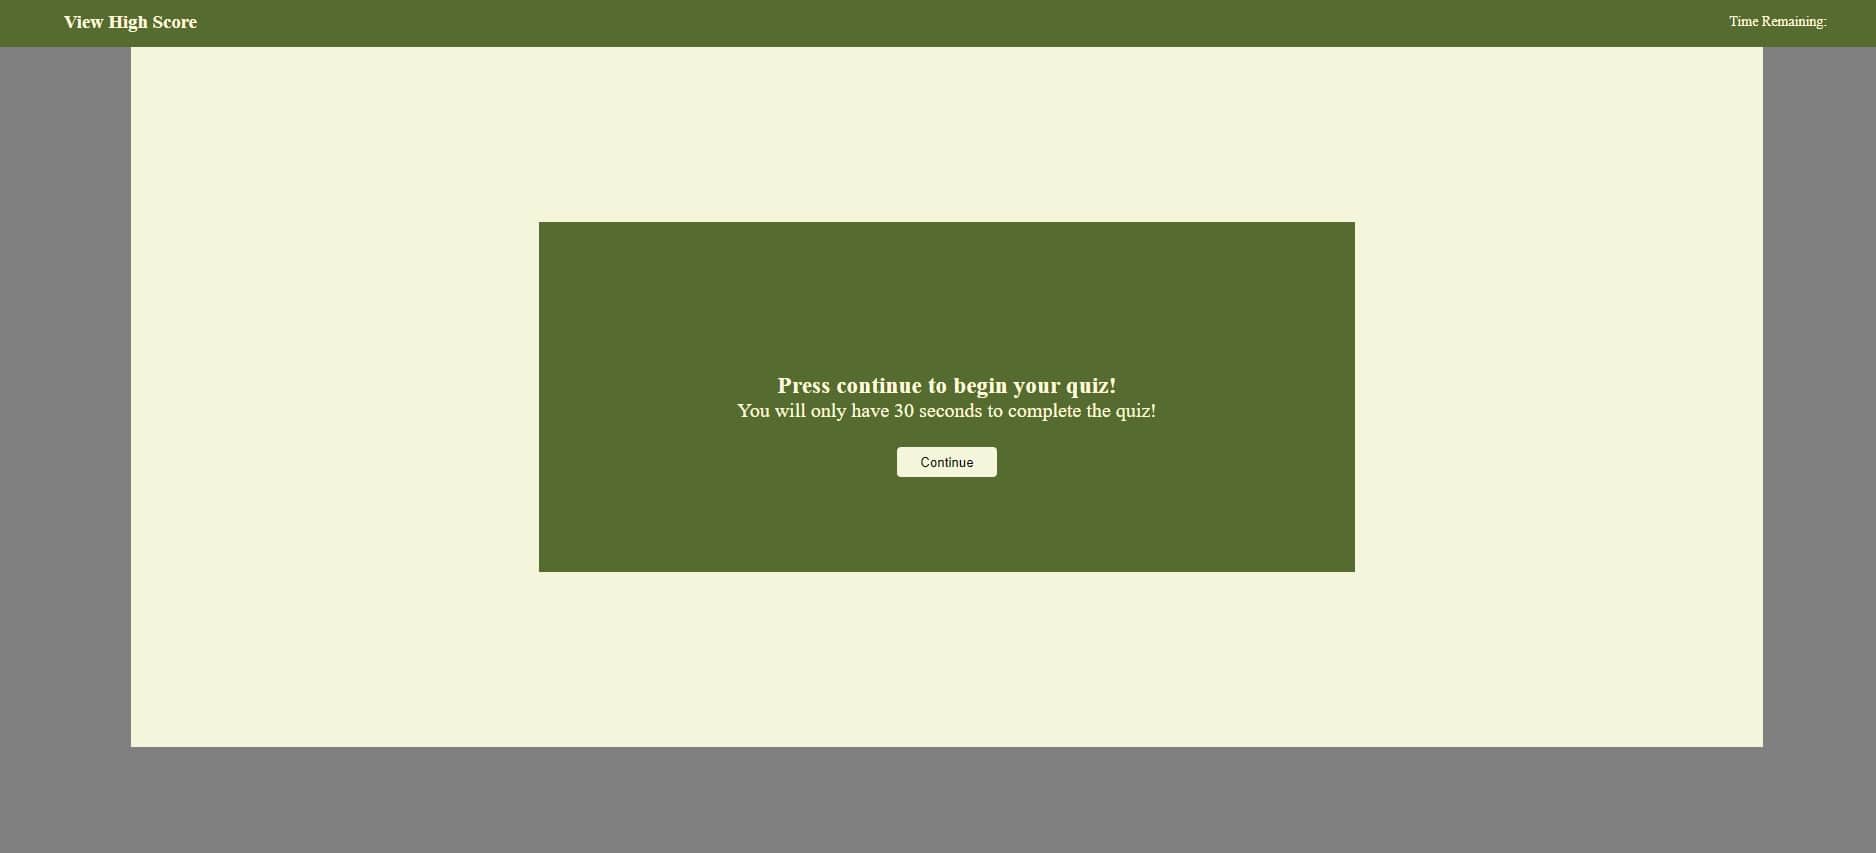 View High Score
Time Remaining:
Press continue to begin your quiz!
You will only have 30 seconds to complete the quiz!
Continue